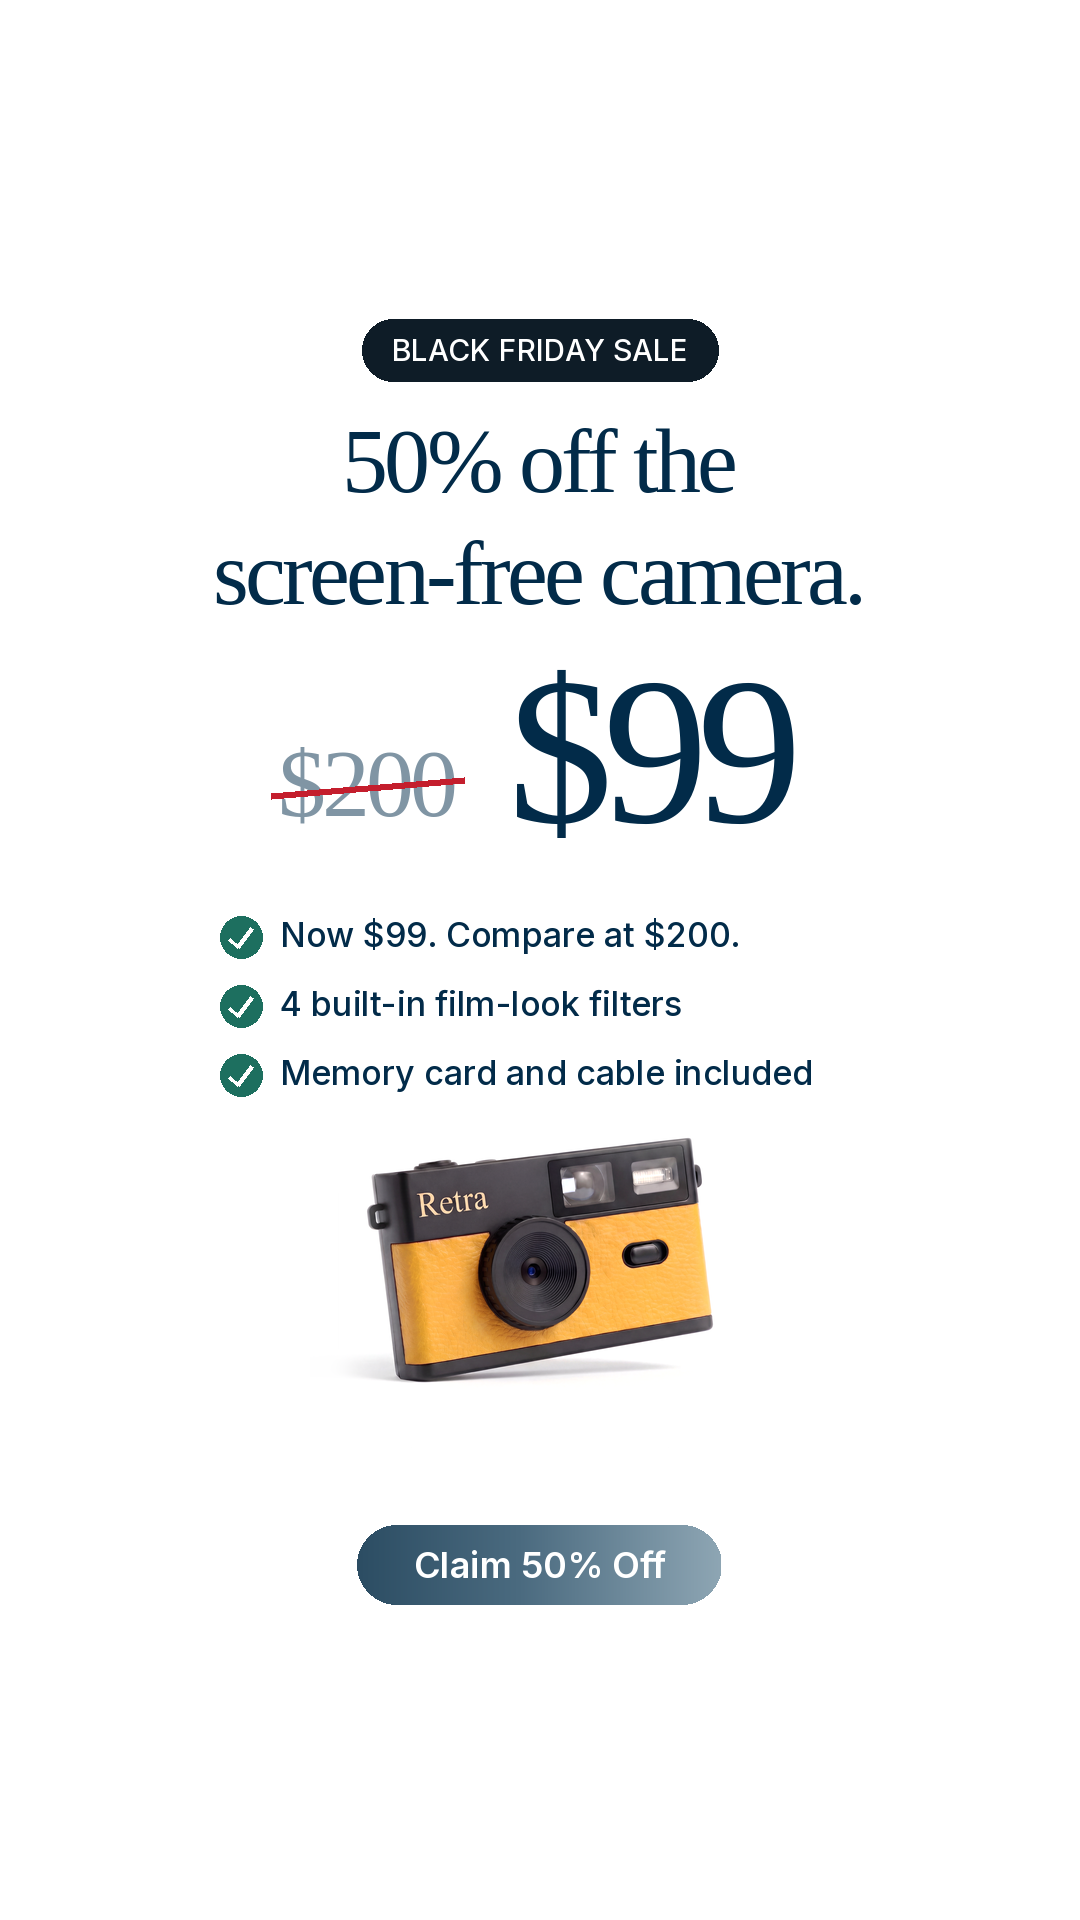 BLACK FRIDAY SALE
50% off the
screen-free camera.
$200 $99
Now $99. Compare at $200.
4 built-in film-look filters
Memory card and cable included
Retra
Claim 50% Off